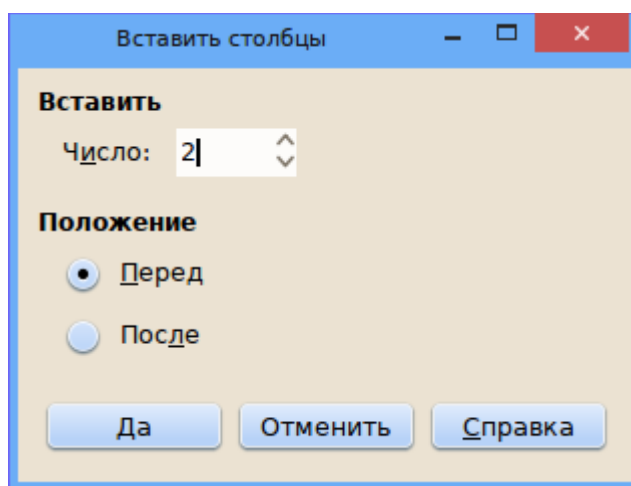 Вставить столбцы
Вставить
Число: 2
Положение
Перед
После
Да Отменить Справка